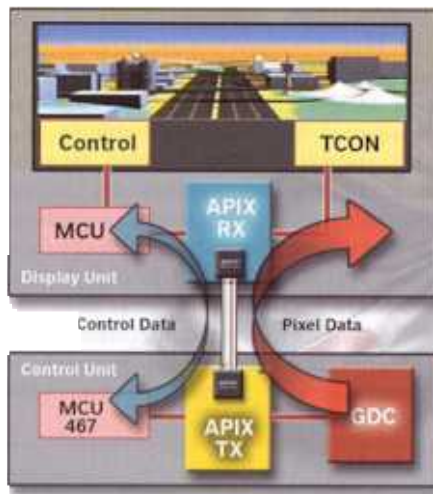 Control
TCON
MCU
APIX
RX
Display Unit
Control Data
Pixel Data
Control Unit
MCU
467
APIX
TX
GDC